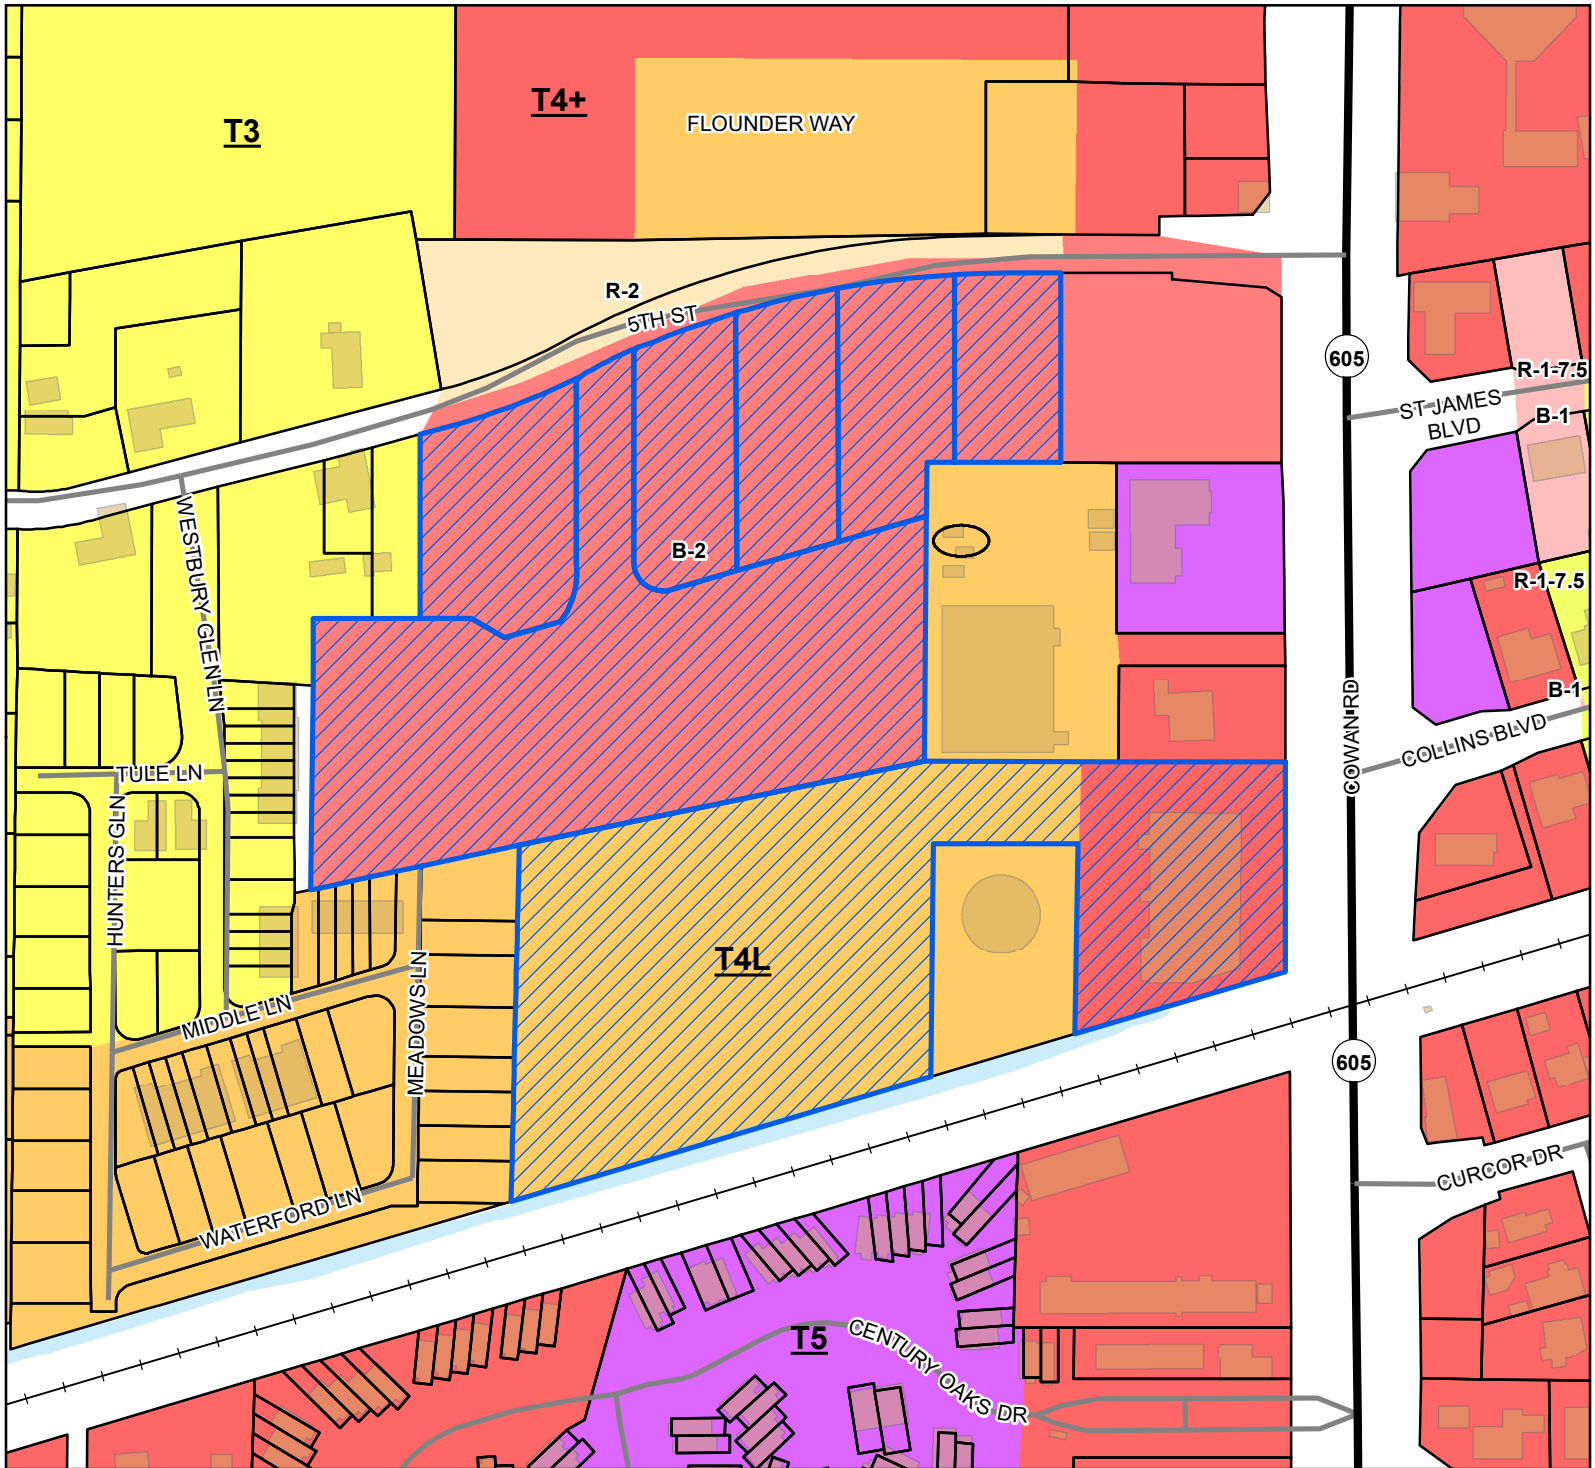 T4+
T3
FLOUNDER WAY
R-2
5TH ST
605
R-1-7.5
ST JAMES
BLVD
B-1
B-2
WESTBURY GLEN LN
R-1-7.5
B-1
COWAN RD
COLLINS BLVD
TULE LN
HUNTERS GLN
T4L
MIDDLE LN
MEADOWS LN
605
CURCOR DR
WATERFORD LN
T5
CENTURY OAKS DR